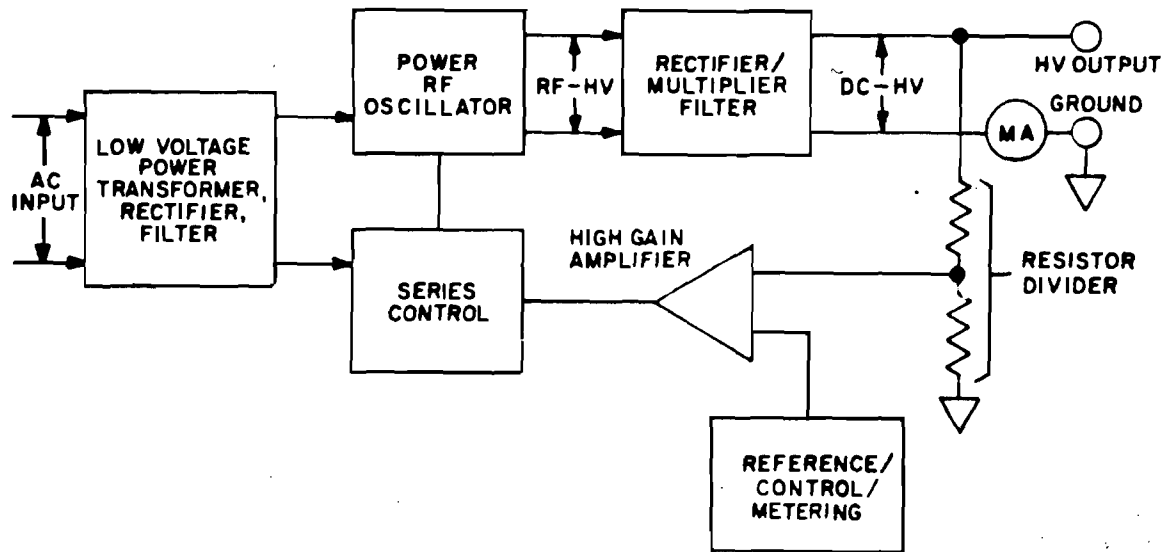 POWER
RF
OSCILLATOR
RF-HV
RECTIFIER/
MULTIPLIER
FILTER
DC-HV
HV OUTPUT
GROUND
MA
AC
INPUT
LOW VOLTAGE
POWER
TRANSFORMER,
RECTIFIER,
FILTER
HIGH GAIN
AMPLIFIER
SERIES
CONTROL
RESISTOR
DIVIDER
REFERENCE/
CONTROL/
METERING